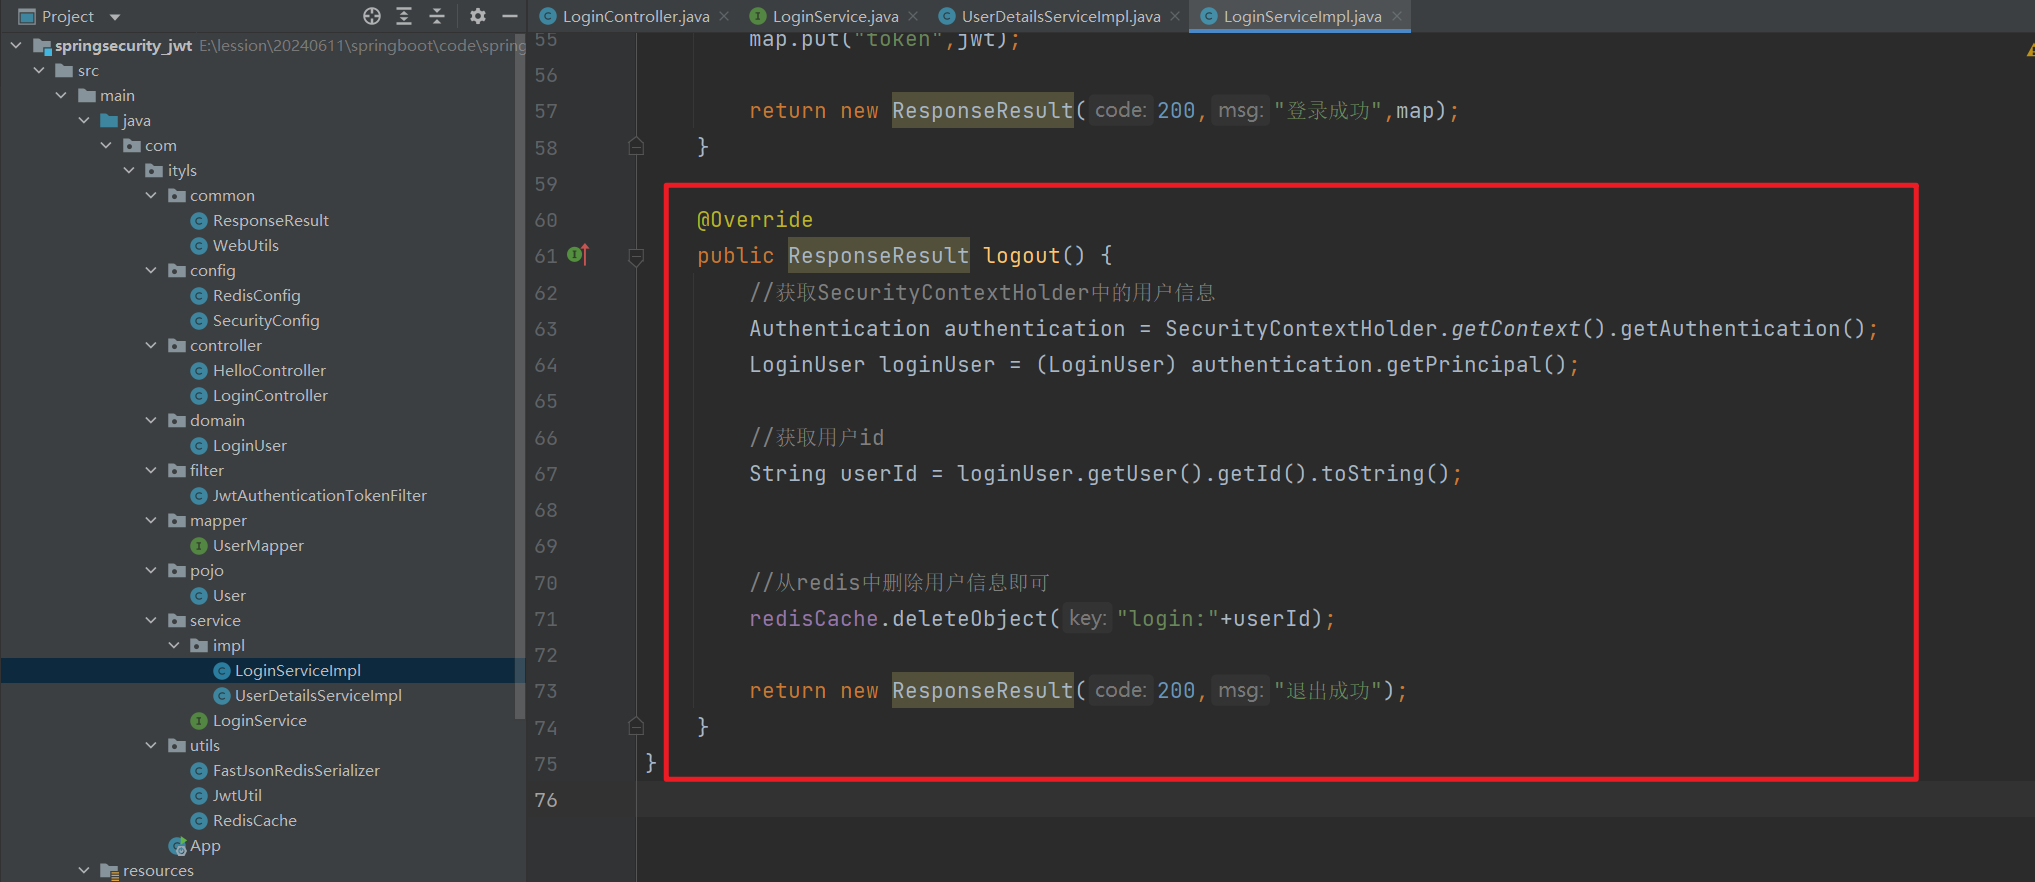 Project
springsecurity_jwt E:\lession\20240611\springboot\code\spring
src
main
java
com
ityls
common
ResponseResult
WebUtils
config
RedisConfig
SecurityConfig
controller
HelloController
LoginController
domain
LoginUser
filter
JwtAuthenticationTokenFilter
mapper
UserMapper
pojo
User
service
impl
LoginServiceImpl
UserDetailsServiceImpl
LoginService
utils
FastJsonRedisSerializer
JwtUtil
RedisCache
App
resources
LoginController.java LoginService.java UserDetailsServiceImpl.java LoginServiceImpl.java
55 map.put("token",jwt);
56
57 return new ResponseResult( code: 200, msg: "登录成功",map);
58 }
59
60 @Override
61 public ResponseResult logout() {
62 //获取SecurityContextHolder中的用户信息
63 Authentication authentication = SecurityContextHolder.getContext().getAuthentication();
64 LoginUser loginUser = (LoginUser) authentication.getPrincipal();
65
66 //获取用户id
67 String userId = loginUser.getUser().getId().toString();
68
69
70 //从redis中删除用户信息即可
71 redisCache.deleteObject( key: "login:"+userId);
72
73 return new ResponseResult( code: 200, msg: "退出成功");
74 }
75 }
76